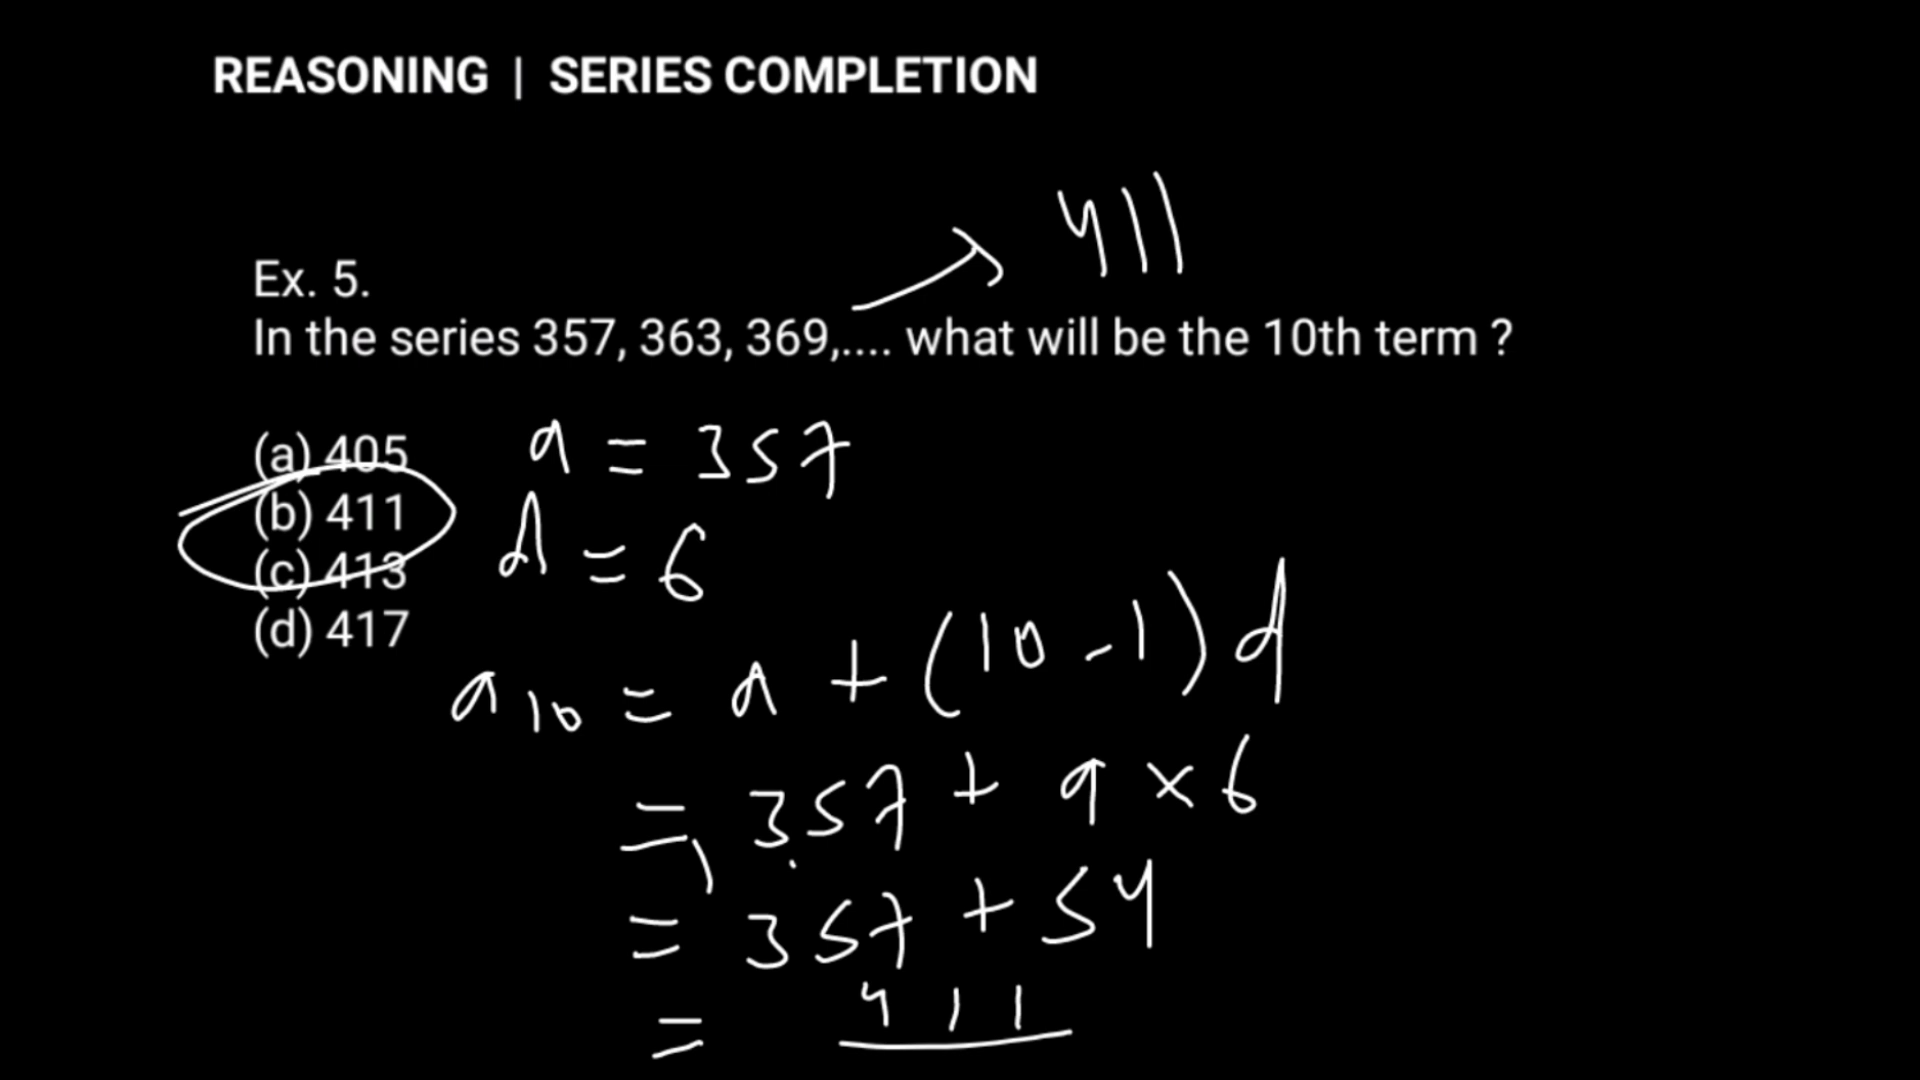 REASONING | SERIES COMPLETION
411
Ex. 5.
In the series 357, 363, 369,.... what will be the 10th term ?
(a) 405
(b) 411
(c) 413
(d) 417
a = 357
d = 6
a10 = a + (10-1)d
= 357 + 9 × 6
= 357 + 54
= 411